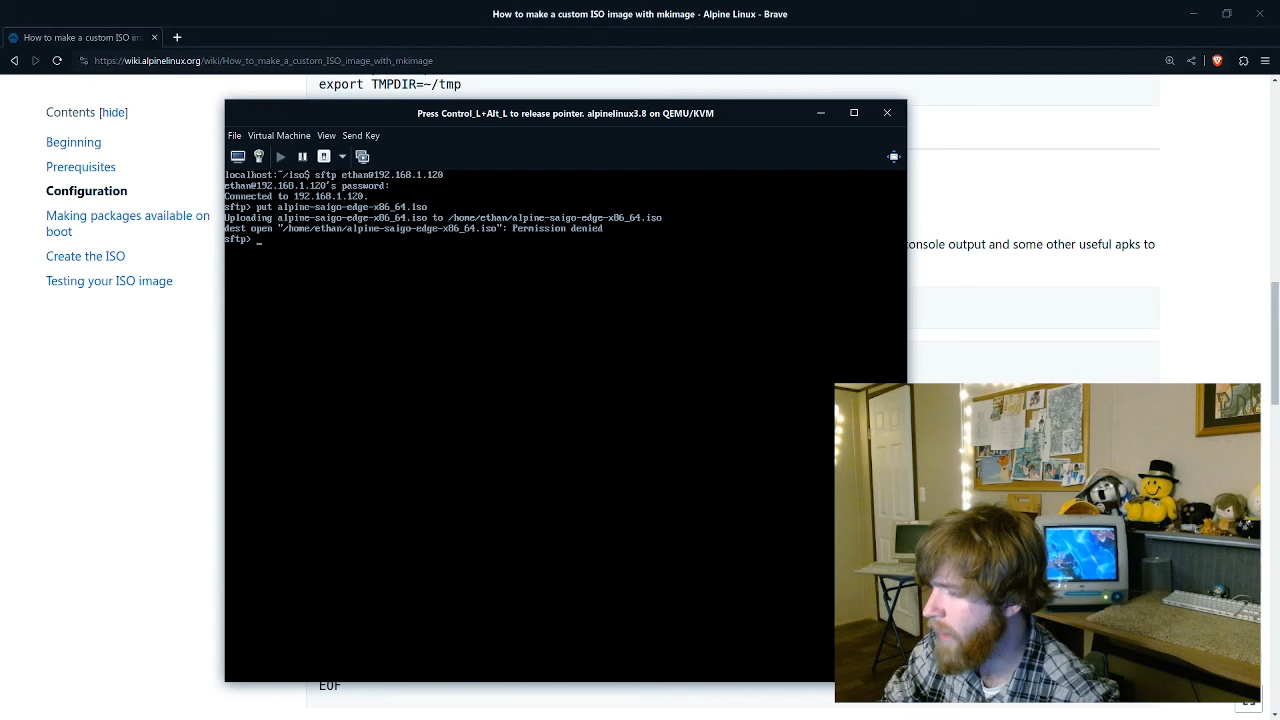 How to make a custom ISO image with mkimage - Alpine Linux - Brave
How to make a custom ISO im
https://wiki.alpinelinux.org/wiki/How_to_make_a_custom_ISO_image_with_mkimage
export TMPDIR=~/tmp
Contents [hide]
Beginning
Prerequisites
Configuration
Making packages available on
boot
Create the ISO
Testing your ISO image
Press Control_L+Alt_L to release pointer. alpinelinux3.8 on QEMU/KVM
File Virtual Machine View Send Key
localhost:~/iso$ sftp ethan@192.168.1.120
ethan@192.168.1.120's password:
Connected to 192.168.1.120.
sftp> put alpine-saigo-edge-x86_64.iso
Uploading alpine-saigo-edge-x86_64.iso to /home/ethan/alpine-saigo-edge-x86_64.iso
dest open "/home/ethan/alpine-saigo-edge-x86_64.iso": Permission denied
sftp> _
console output and some other useful apks to
EOF